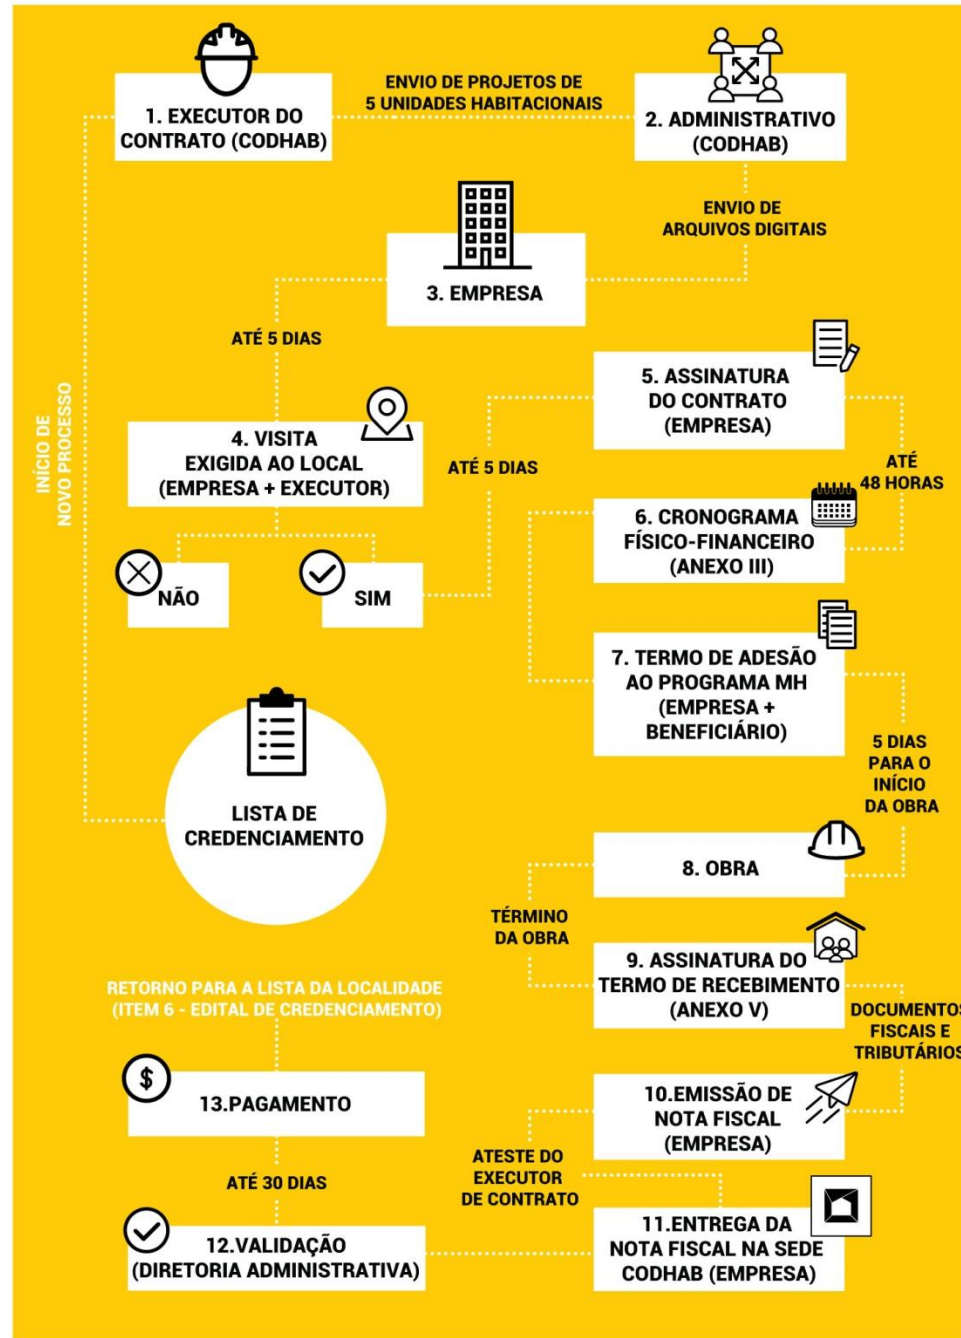 1. EXECUTOR DO
CONTRATO (CODHAB)
ENVIO DE PROJETOS DE
5 UNIDADES HABITACIONAIS
2. ADMINISTRATIVO
(CODHAB)
ENVIO DE
ARQUIVOS DIGITAIS
3. EMPRESA
ATÉ 5 DIAS
INÍCIO DE
NOVO PROCESSO
4. VISITA
EXIGIDA AO LOCAL
(EMPRESA + EXECUTOR)
NÃO
SIM
ATÉ 5 DIAS
5. ASSINATURA
DO CONTRATO
(EMPRESA)
ATÉ
48 HORAS
6. CRONOGRAMA
FÍSICO-FINANCEIRO
(ANEXO III)
7. TERMO DE ADESÃO
AO PROGRAMA MH
(EMPRESA +
BENEFICIÁRIO)
5 DIAS
PARA O
INÍCIO
DA OBRA
LISTA DE
CREDENCIAMENTO
8. OBRA
TÉRMINO
DA OBRA
9. ASSINATURA DO
TERMO DE RECEBIMENTO
(ANEXO V)
DOCUMENTOS
FISCAIS E
TRIBUTÁRIOS
10.EMISSÃO DE
NOTA FISCAL
(EMPRESA)
ATESTE DO
EXECUTOR
DE CONTRATO
11.ENTREGA DA
NOTA FISCAL NA SEDE
CODHAB (EMPRESA)
12.VALIDAÇÃO
(DIRETORIA ADMINISTRATIVA)
ATÉ 30 DIAS
$
13.PAGAMENTO
RETORNO PARA A LISTA DA LOCALIDADE
(ITEM 6 - EDITAL DE CREDENCIAMENTO)